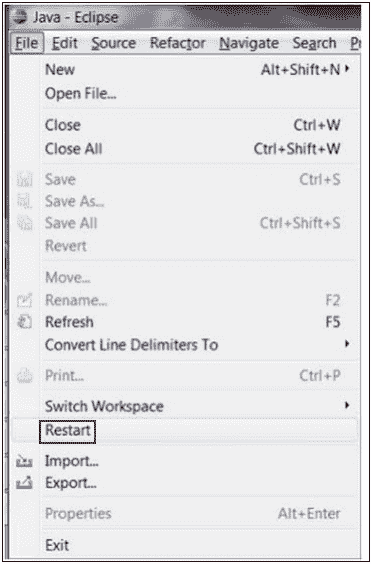 Java - Eclipse
File Edit Source Refactor Navigate Search
New Alt+Shift+N
Open File...
Close Ctrl+W
Close All Ctrl+Shift+W
Save Ctrl+S
Save As...
Save All Ctrl+Shift+S
Revert
Move...
Rename... F2
Refresh F5
Convert Line Delimiters To
Print... Ctrl+P
Switch Workspace
Restart
Import...
Export...
Properties Alt+Enter
Exit